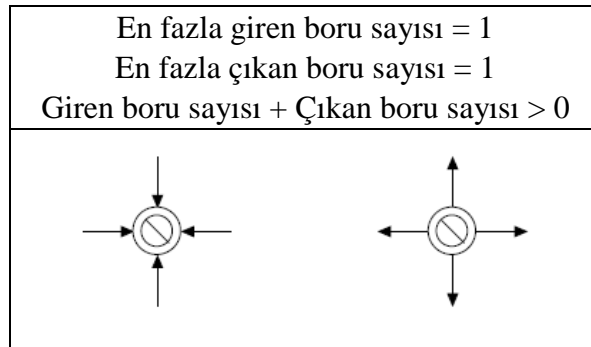 En fazla giren boru sayısı = 1
En fazla çıkan boru sayısı = 1
Giren boru sayısı + Çıkan boru sayısı > 0